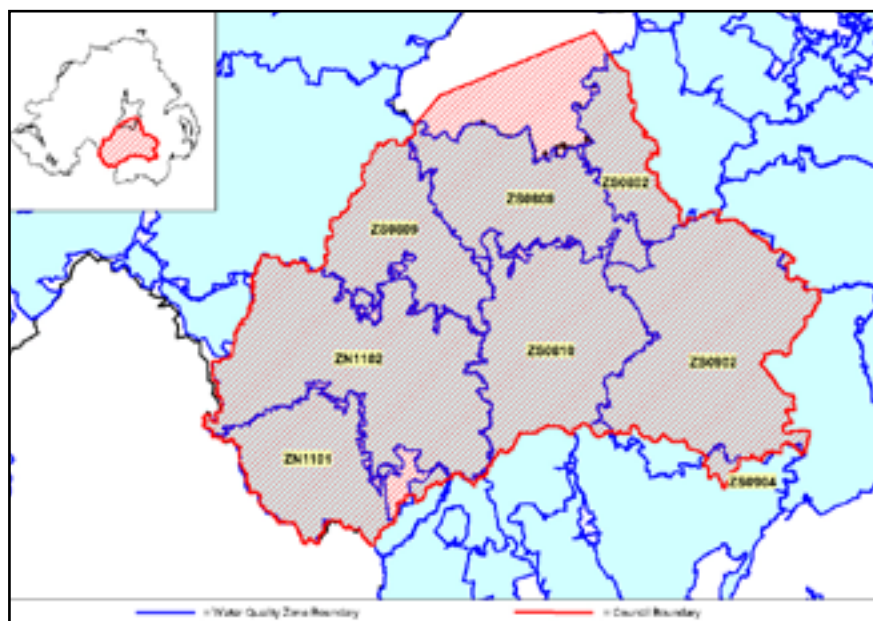 ZS0802
ZS0808
ZS0809
ZN1102
ZS0810
ZS0902
ZN1101
ZS0904
= Water Quality Zone Boundary
= Council Boundary